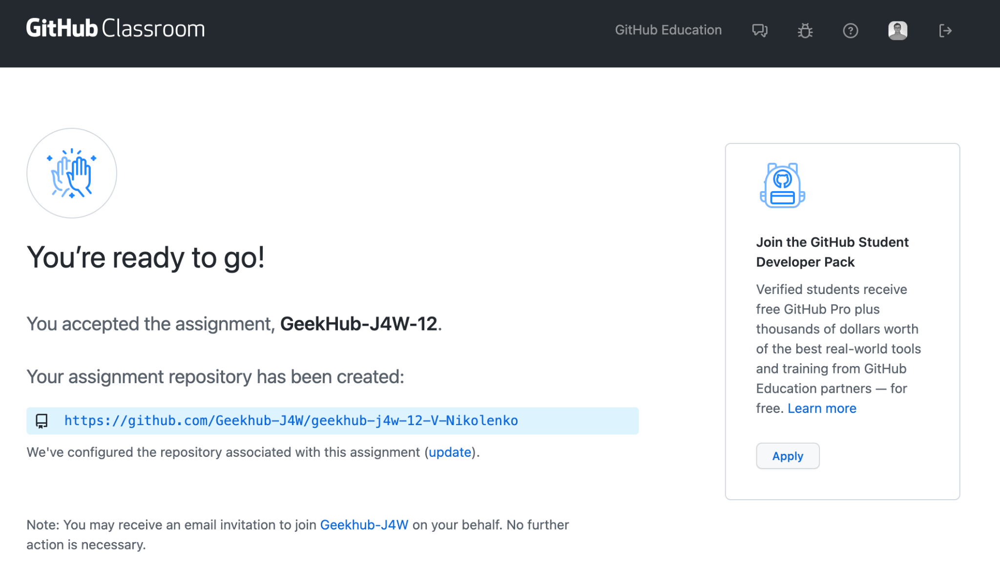 GitHub Classroom
GitHub Education
You’re ready to go!
You accepted the assignment, GeekHub-J4W-12.
Your assignment repository has been created:
https://github.com/Geekhub-J4W/geekhub-j4w-12-V-Nikolenko
We've configured the repository associated with this assignment (update).
Note: You may receive an email invitation to join Geekhub-J4W on your behalf. No further
action is necessary.
Join the GitHub Student
Developer Pack
Verified students receive
free GitHub Pro plus
thousands of dollars worth
of the best real-world tools
and training from GitHub
Education partners — for
free. Learn more
Apply